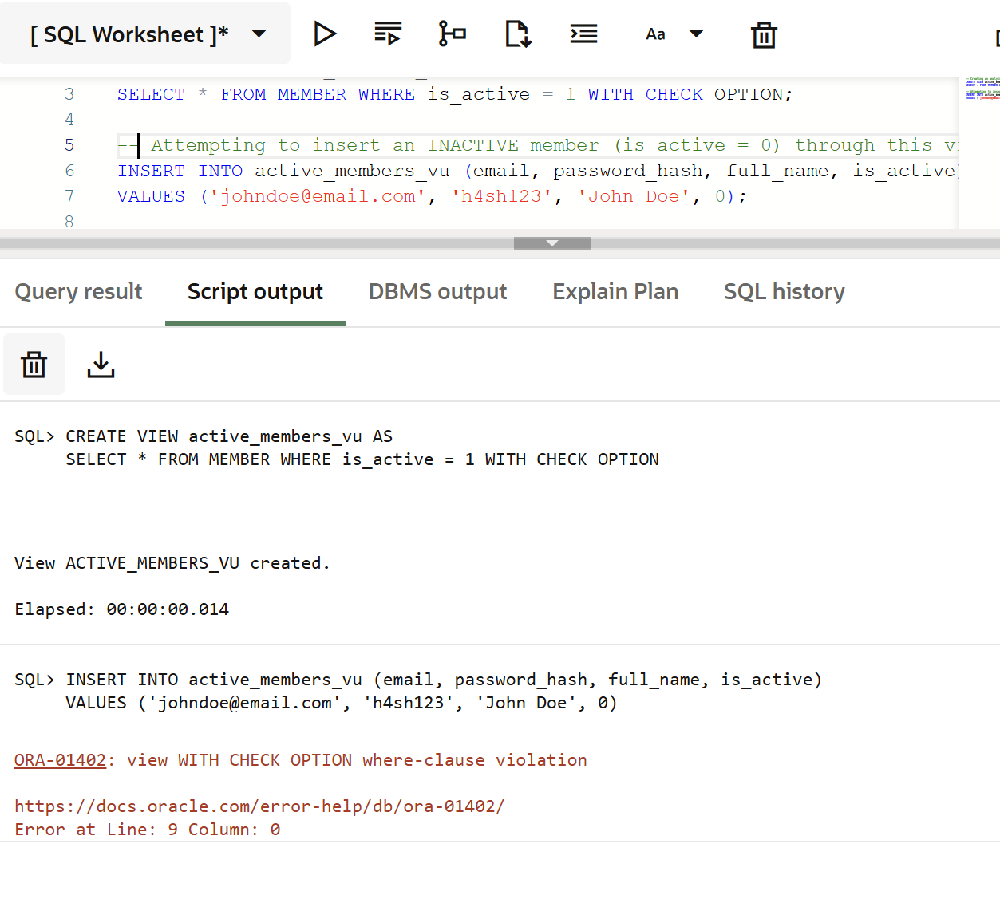 [ SQL Worksheet ]*
Aa
3 SELECT * FROM MEMBER WHERE is_active = 1 WITH CHECK OPTION;
4
5 -- Attempting to insert an INACTIVE member (is_active = 0) through this
6 INSERT INTO active_members_vu (email, password_hash, full_name, is_active
7 VALUES ('johndoe@email.com', 'h4sh123', 'John Doe', 0);
8
Query result Script output DBMS output Explain Plan SQL history
SQL> CREATE VIEW active_members_vu AS
SELECT * FROM MEMBER WHERE is_active = 1 WITH CHECK OPTION
View ACTIVE_MEMBERS_VU created.
Elapsed: 00:00:00.014
SQL> INSERT INTO active_members_vu (email, password_hash, full_name, is_active)
VALUES ('johndoe@email.com', 'h4sh123', 'John Doe', 0)
ORA-01402: view WITH CHECK OPTION where-clause violation
https://docs.oracle.com/error-help/db/ora-01402/
Error at Line: 9 Column: 0